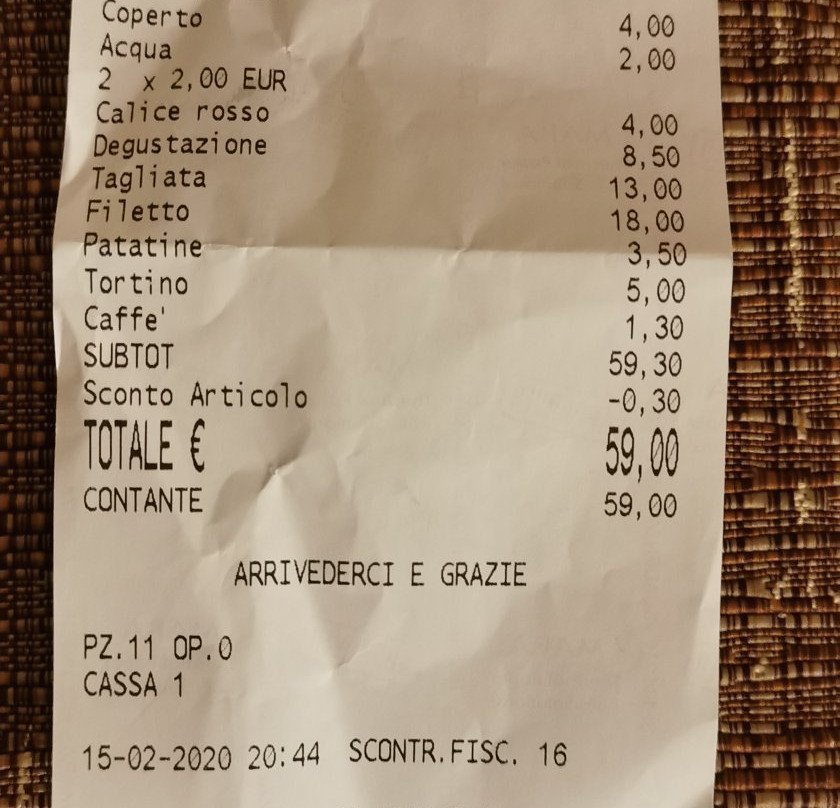 Coperto 4,00
Acqua 2,00
2 x 2,00 EUR
Calice rosso 4,00
Degustazione 8,50
Tagliata 13,00
Filetto 18,00
Patatine 3,50
Tortino 5,00
Caffe' 1,30
SUBTOT 59,30
Sconto Articolo -0,30
TOTALE € 59,00
CONTANTE 59,00
ARRIVEDERCI E GRAZIE
PZ.11 OP.0
CASSA 1
15-02-2020 20:44 SCONTR.FISC. 16